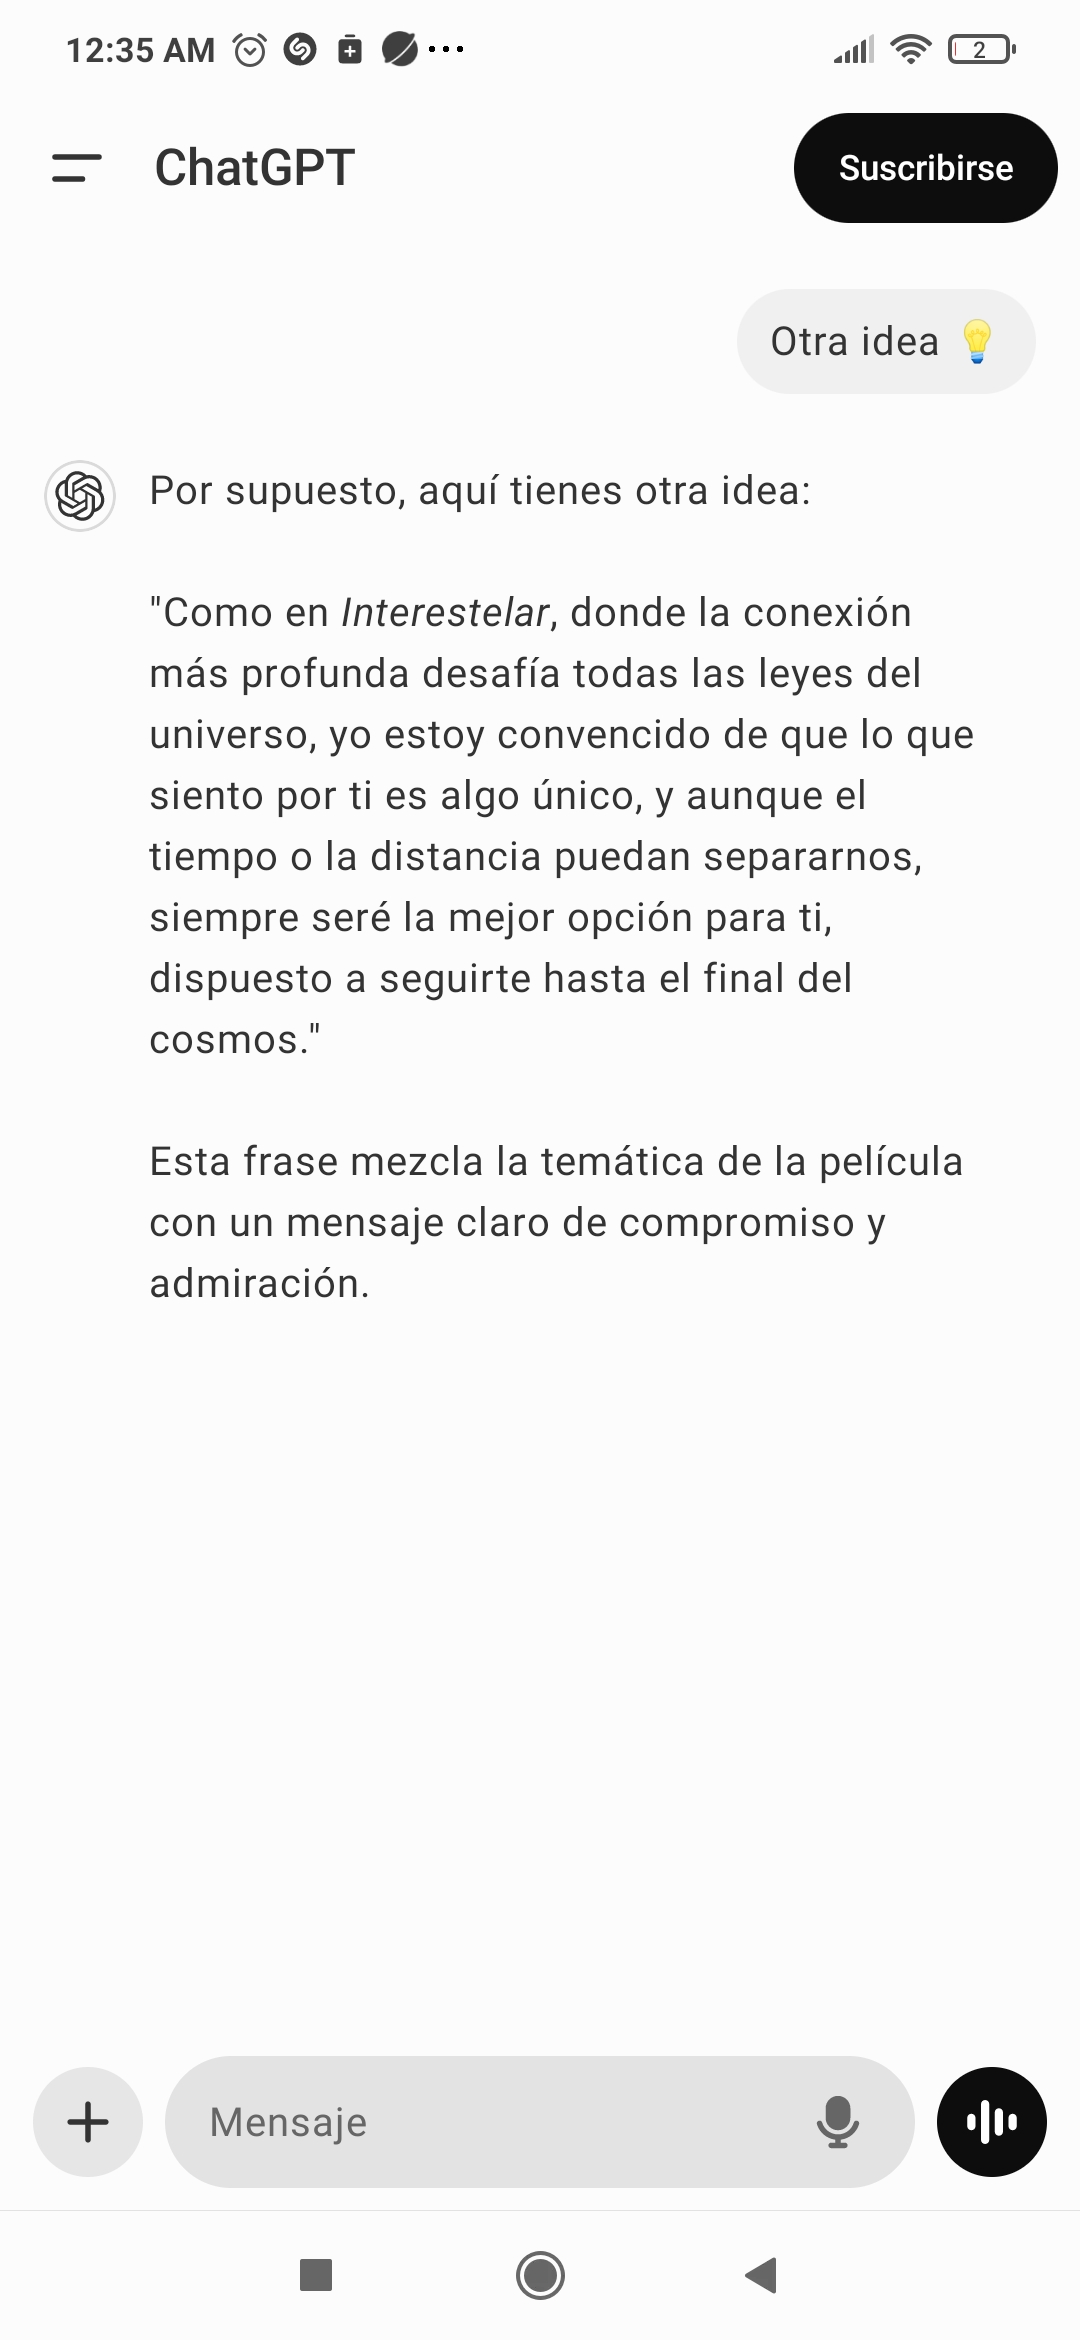 12:35 AM
2
ChatGPT
Suscribirse
Otra idea 💡
Por supuesto, aquí tienes otra idea:
"Como en Interestelar, donde la conexión
más profunda desafía todas las leyes del
universo, yo estoy convencido de que lo que
siento por ti es algo único, y aunque el
tiempo o la distancia puedan separarnos,
siempre seré la mejor opción para ti,
dispuesto a seguirte hasta el final del
cosmos."
Esta frase mezcla la temática de la película
con un mensaje claro de compromiso y
admiración.
Mensaje